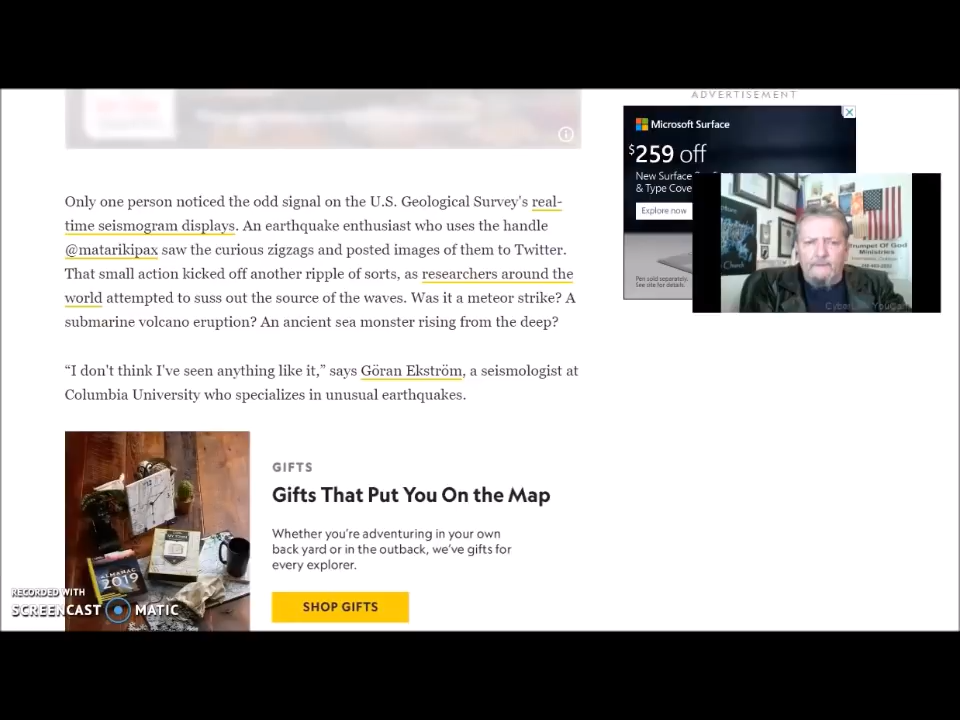 ADVERTISEMENT
Microsoft Surface
$259 off
New Surface
& Type Cove
Explore now
Pen sold separately.
See site for details.
Trumpet Of God
Ministries
Church
Only one person noticed the odd signal on the U.S. Geological Survey's real-
time seismogram displays. An earthquake enthusiast who uses the handle
@matarikipax saw the curious zigzags and posted images of them to Twitter.
That small action kicked off another ripple of sorts, as researchers around the
world attempted to suss out the source of the waves. Was it a meteor strike? A
submarine volcano eruption? An ancient sea monster rising from the deep?
“I don't think I've seen anything like it,” says Göran Ekström, a seismologist at
Columbia University who specializes in unusual earthquakes.
GIFTS
Gifts That Put You On the Map
Whether you're adventuring in your own
back yard or in the outback, we've gifts for
every explorer.
SHOP GIFTS
ALMANAC
2019
RECORDED WITH
SCREENCAST MATIC